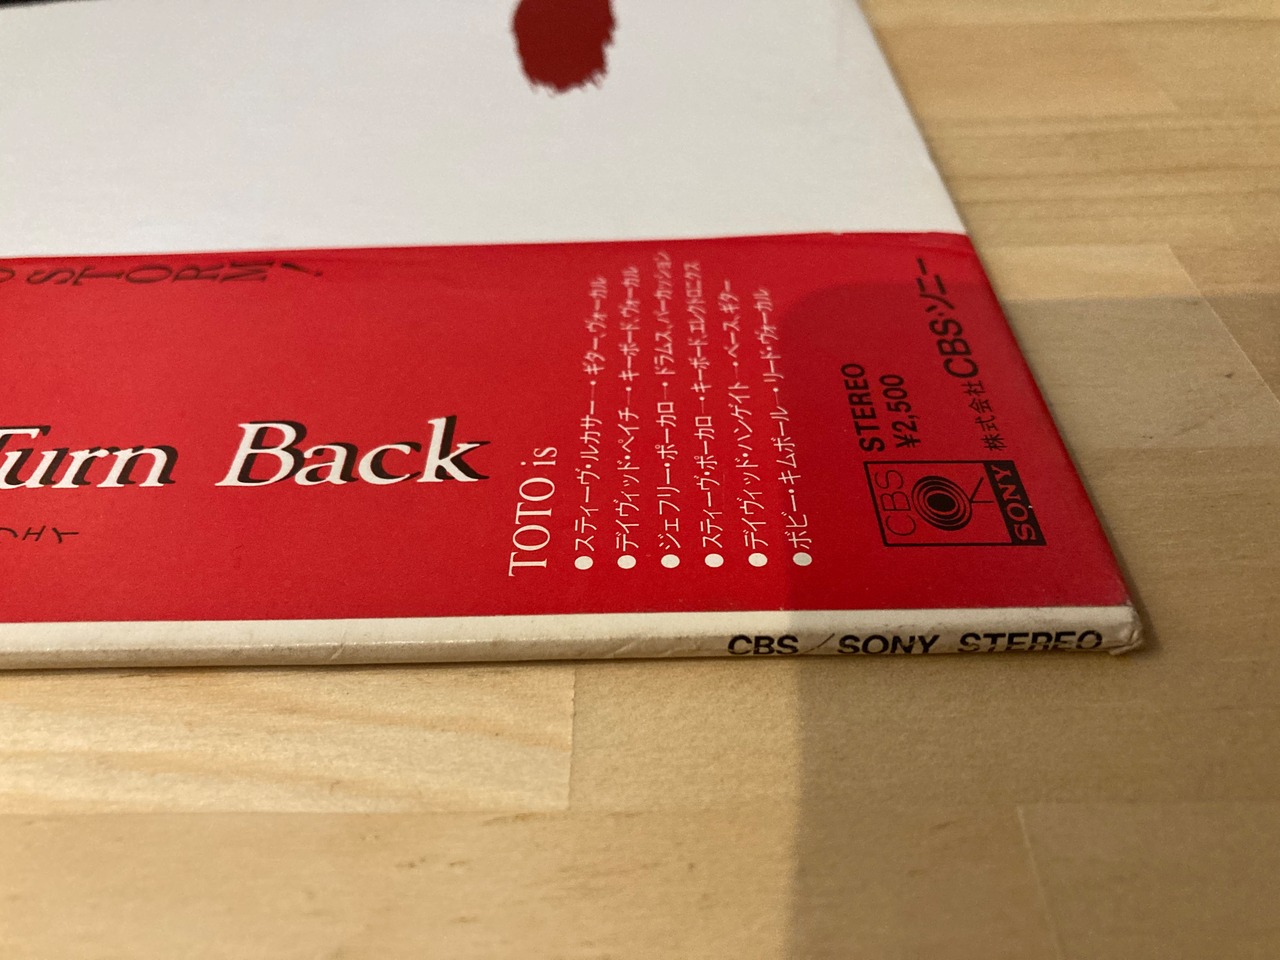 STORM!
Turn Back
ウェイ
TOTO is
●スティーヴ・ルカサー…ギター、ヴォーカル
●デイヴィッド・ペイチ…キーボード、ヴォーカル
●ジェフリー・ポーカロ…ドラムス、パーカッション
●スティーヴ・ポーカロ…キーボード、エレクトロニクス
●デイヴィッド・ハンゲイト…ベース、ギター
●ボビー・キムボール…リード・ヴォーカル
STEREO
¥2,500
CBS
SONY
株式会社CBS・ソニー
CBS/SONY STEREO